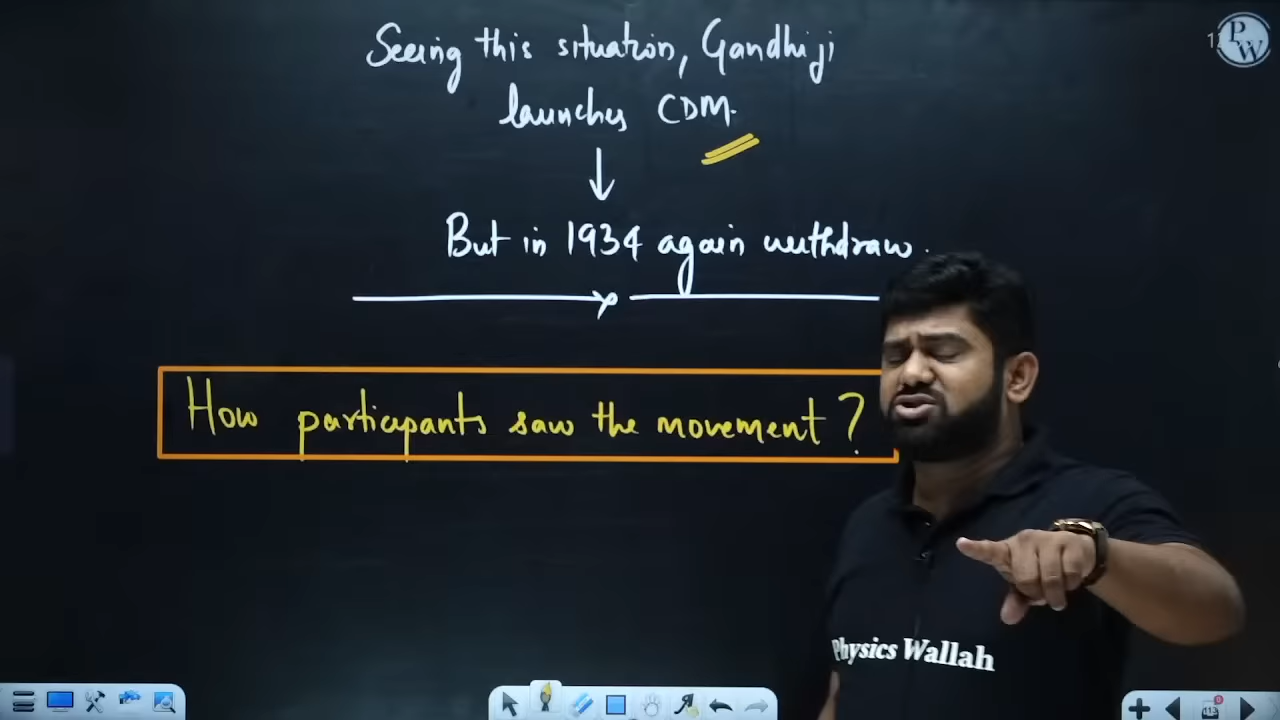 Seeing this situation, Gandhiji
launches CDM.
But in 1934 again withdraw.
How participants saw the movement?
PW
Physics Wallah